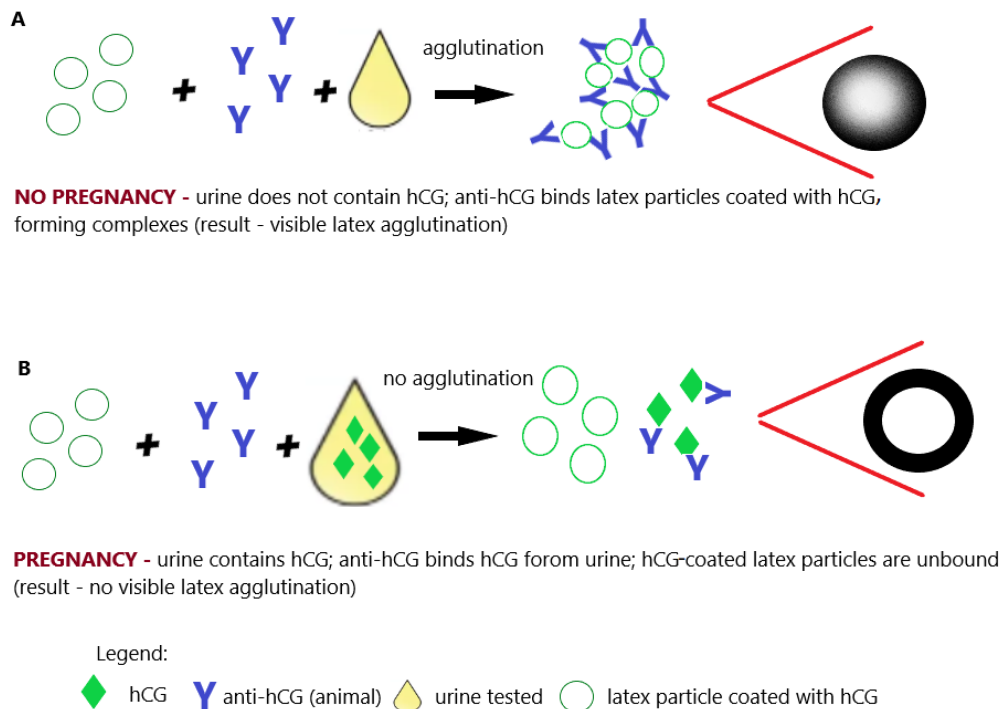 A
agglutination
NO PREGNANCY - urine does not contain hCG; anti-hCG binds latex particles coated with hCG,
forming complexes (result - visible latex agglutination)
B
no agglutination
PREGNANCY - urine contains hCG; anti-hCG binds hCG forom urine; hCG-coated latex particles are unbound
(result - no visible latex agglutination)
Legend:
hCG anti-hCG (animal) urine tested latex particle coated with hCG